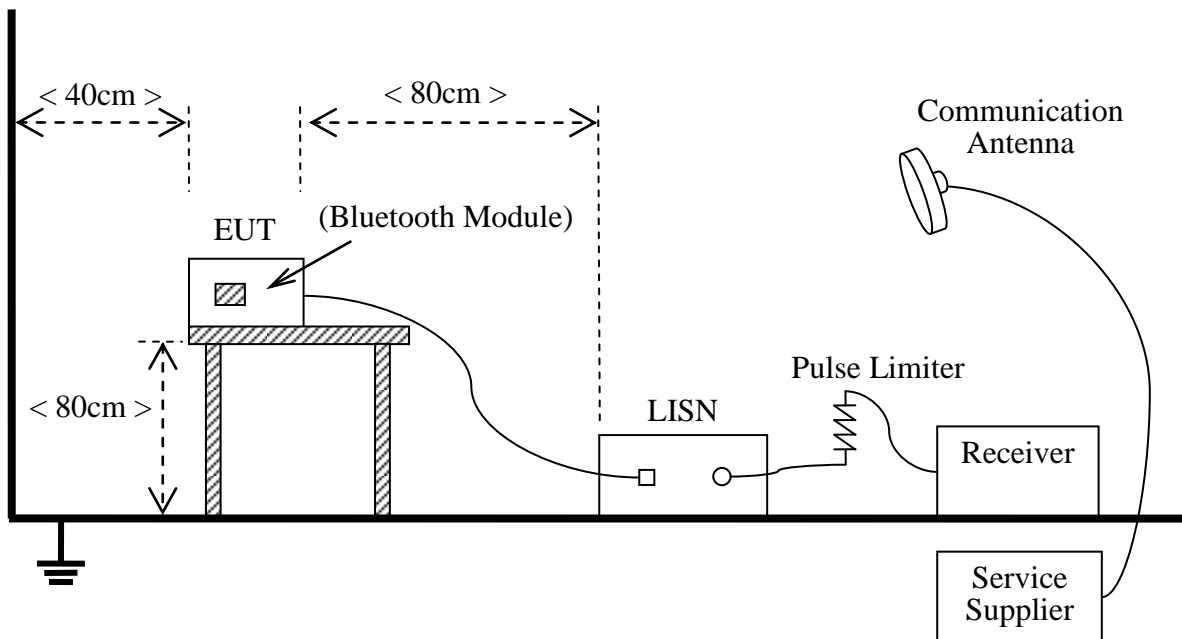 < 40cm >
< 80cm >
Communication
Antenna
EUT
(Bluetooth Module)
< 80cm >
LISN
Pulse Limiter
Receiver
Service
Supplier